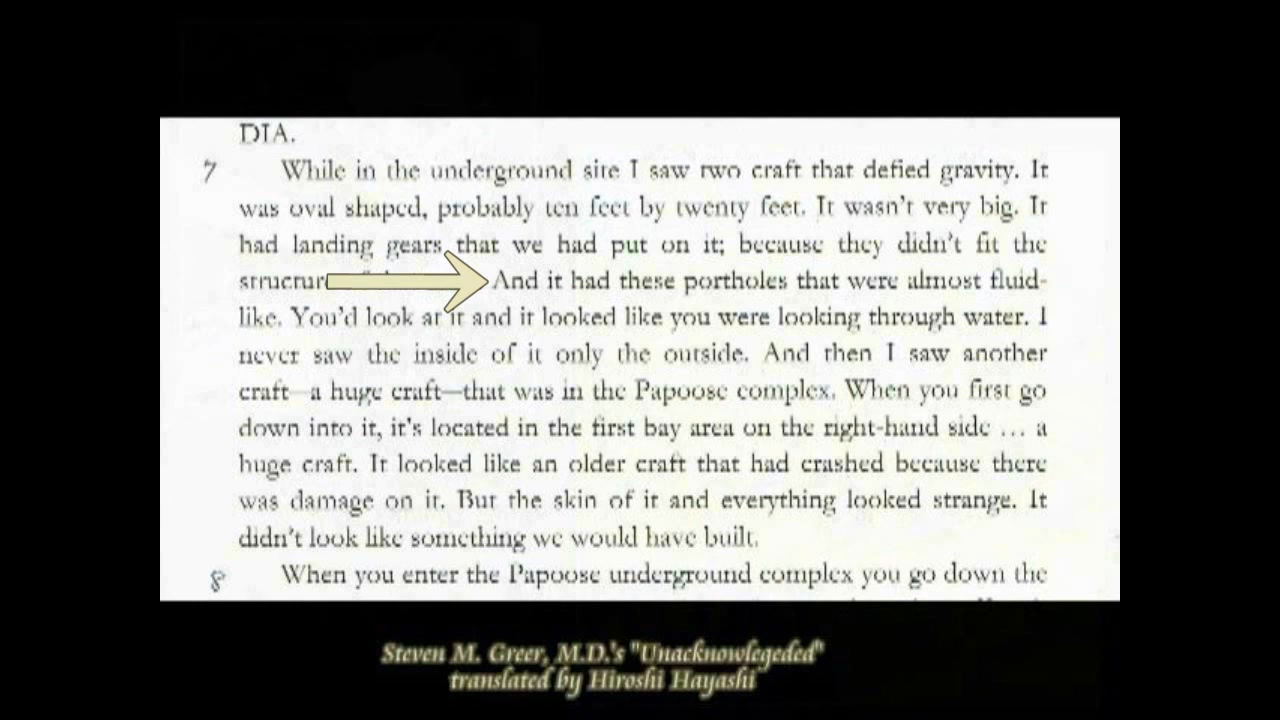 DIA.
7 While in the underground site I saw two craft that defied gravity. It
was oval shaped, probably ten feet by twenty feet. It wasn't very big. It
had landing gears that we had put on it; because they didn't fit the
structur And it had these portholes that were almost fluid-
like. You'd look at it and it looked like you were looking through water. I
never saw the inside of it only the outside. And then I saw another
craft—a huge craft—that was in the Papoose complex. When you first go
down into it, it's located in the first bay area on the right-hand side … a
huge craft. It looked like an older craft that had crashed because there
was damage on it. But the skin of it and everything looked strange. It
didn't look like something we would have built.
8 When you enter the Papoose underground complex you go down the
Steven M. Greer, M.D.'s "Unacknowlegeded"
translated by Hiroshi Hayashi